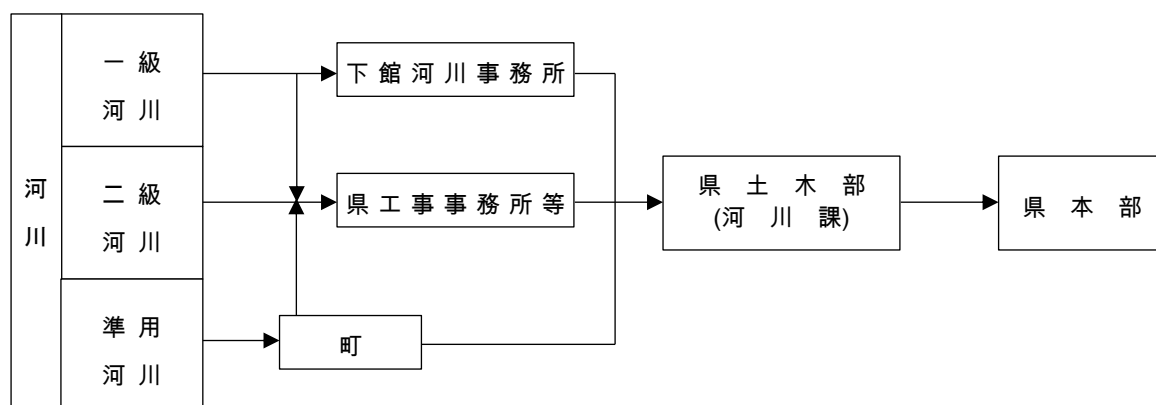 河
川
一級
河川
二級
河川
準用
河川
下館河川事務所
県工事事務所等
町
県土木部
(河川課)
県本部